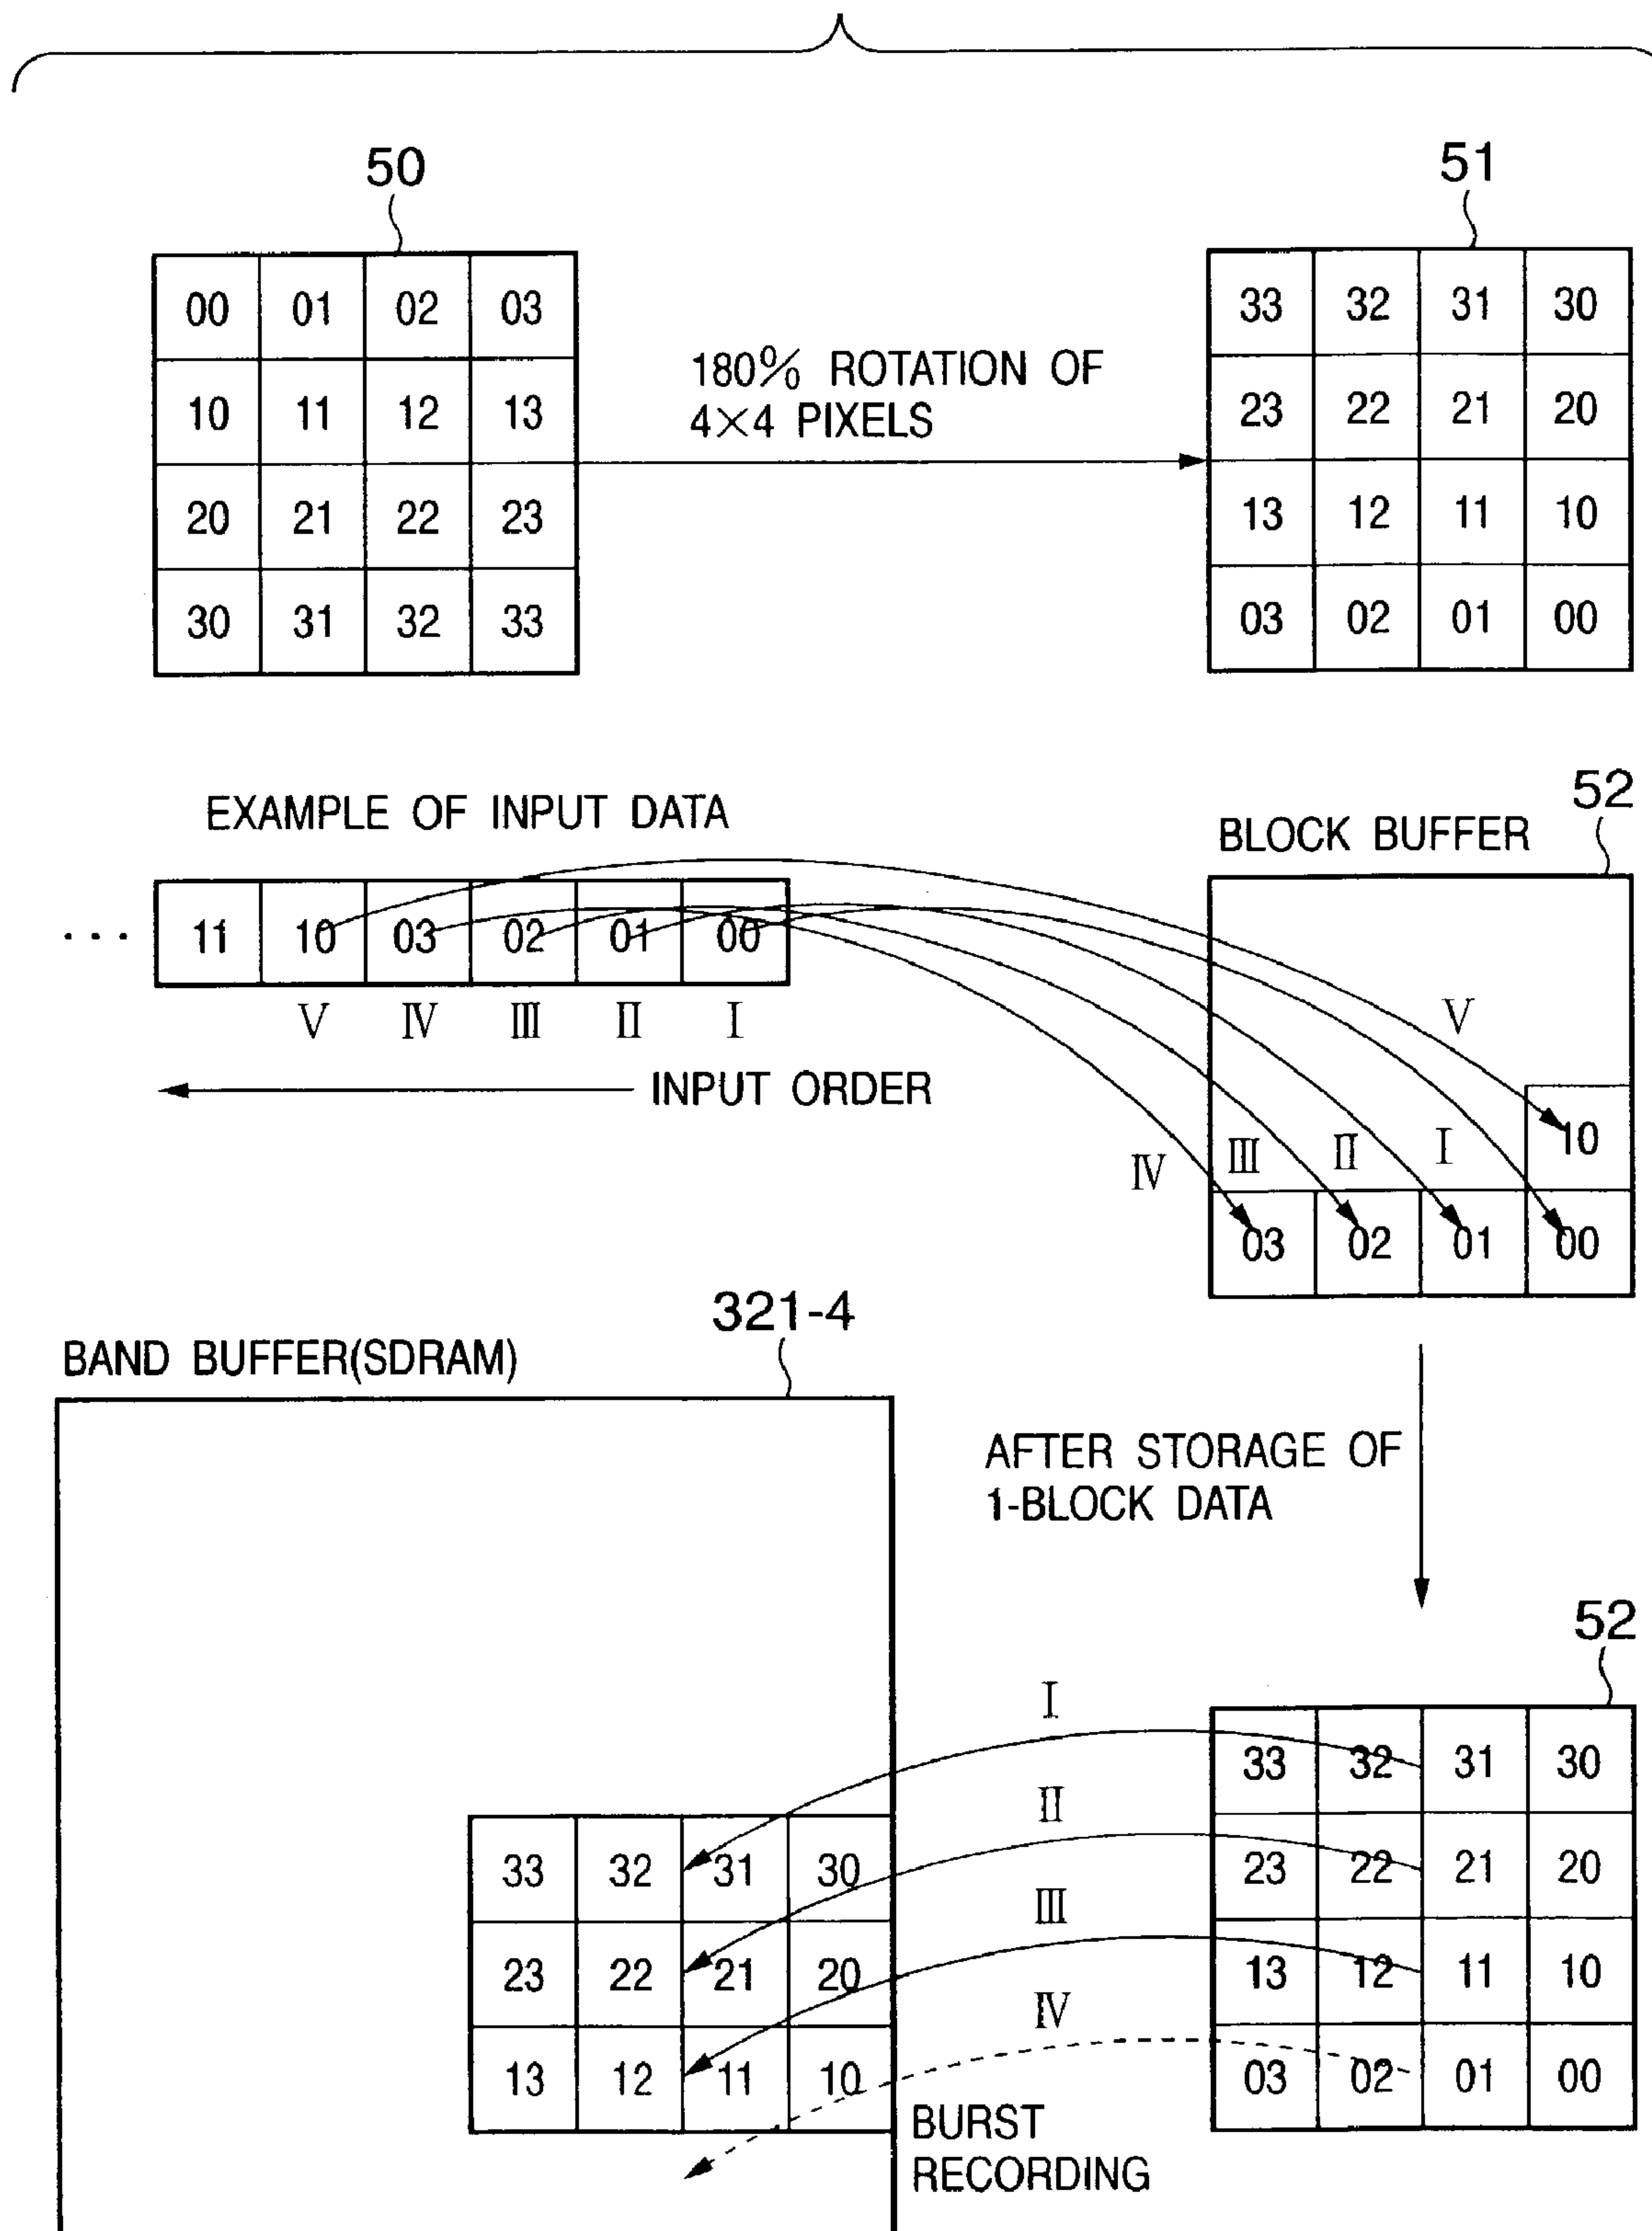 50
51
00 01 02 03
10 11 12 13
20 21 22 23
30 31 32 33
180% ROTATION OF
4×4 PIXELS
33 32 31 30
23 22 21 20
13 12 11 10
03 02 01 00
EXAMPLE OF INPUT DATA
... 11 10 03 02 01 00
V IV III II I
INPUT ORDER
52
BLOCK BUFFER
V
10
IV III II I
03 02 01 00
321-4
BAND BUFFER(SDRAM)
AFTER STORAGE OF
1-BLOCK DATA
52
I
II
III
IV
33 32 31 30
23 22 21 20
13 12 11 10
33 32 31 30
23 22 21 20
13 12 11 10
03 02 01 00
BURST
RECORDING